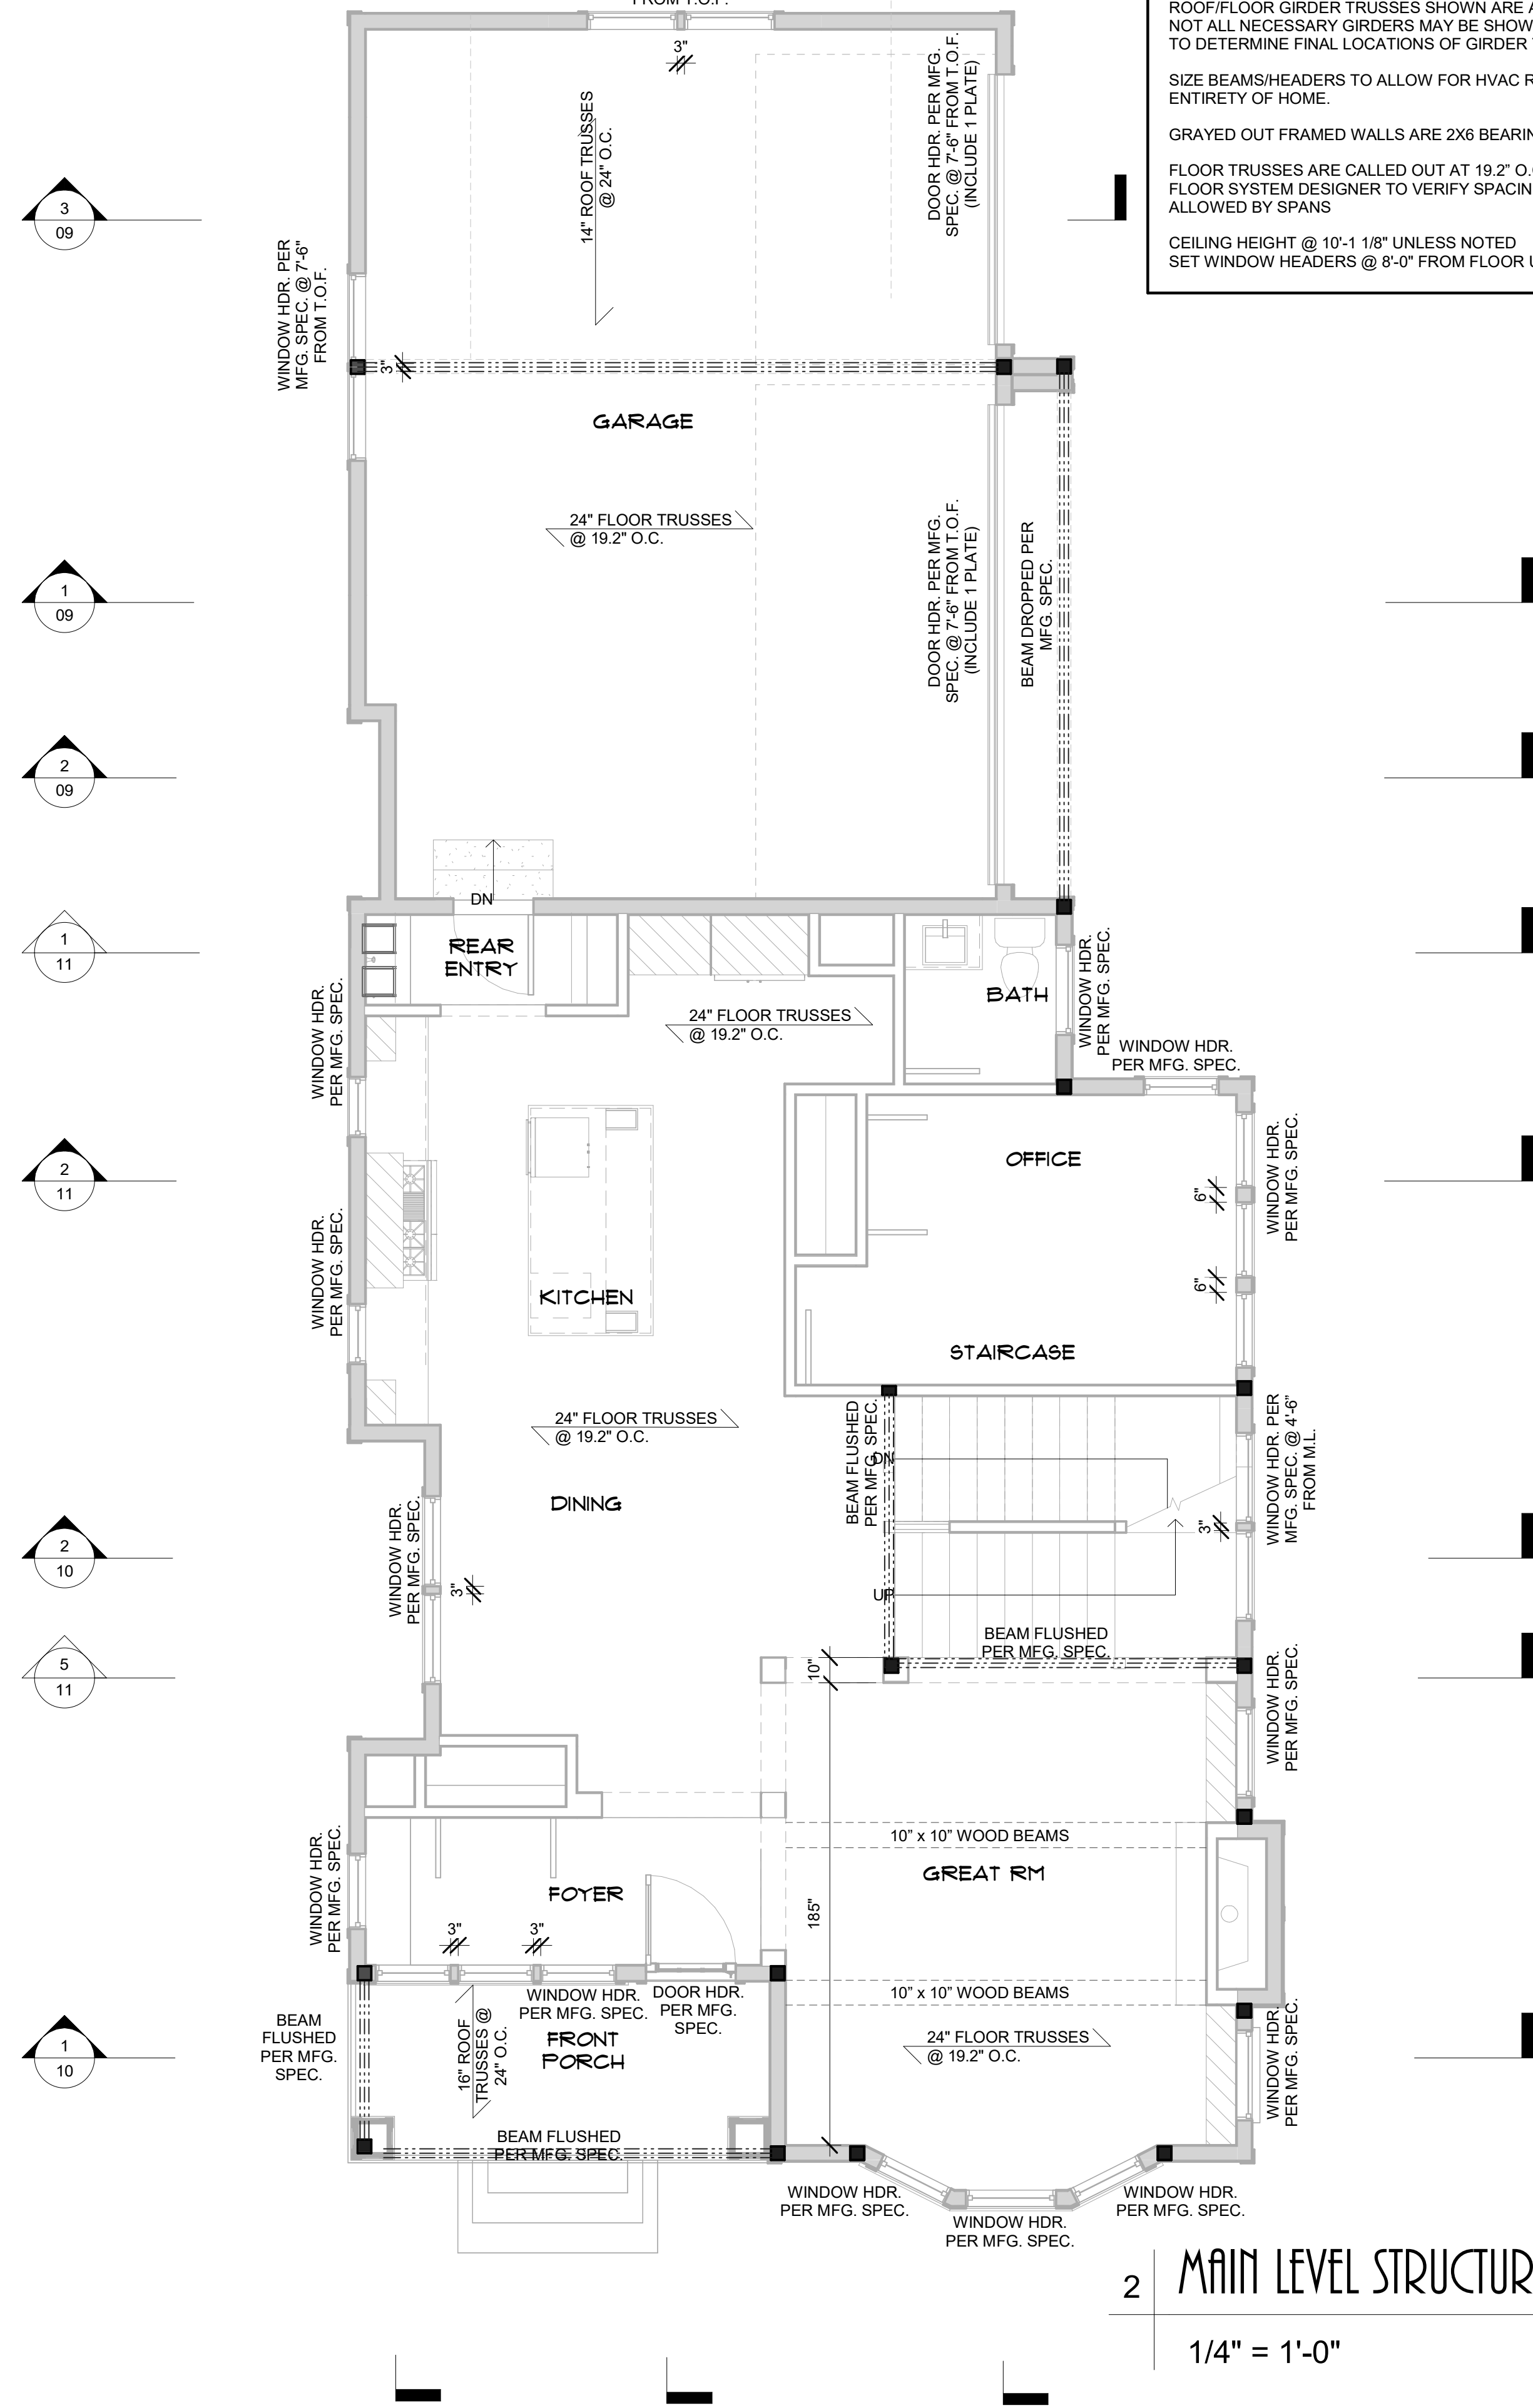 FROM T.O.F.
ROOF/FLOOR GIRDER TRUSSES SHOWN ARE A
NOT ALL NECESSARY GIRDERS MAY BE SHOW
TO DETERMINE FINAL LOCATIONS OF GIRDER
SIZE BEAMS/HEADERS TO ALLOW FOR HVAC R
ENTIRETY OF HOME.
GRAYED OUT FRAMED WALLS ARE 2X6 BEARIN
FLOOR TRUSSES ARE CALLED OUT AT 19.2” O.
FLOOR SYSTEM DESIGNER TO VERIFY SPACIN
ALLOWED BY SPANS
CEILING HEIGHT @ 10'-1 1/8" UNLESS NOTED
SET WINDOW HEADERS @ 8'-0" FROM FLOOR U
3"
14" ROOF TRUSSES
@ 24" O.C.
DOOR HDR. PER MFG.
SPEC. @ 7'-6" FROM T.O.F.
(INCLUDE 1 PLATE)
3
09
WINDOW HDR. PER
MFG. SPEC. @ 7'-6"
FROM T.O.F.
3"
GARAGE
24" FLOOR TRUSSES
@ 19.2" O.C.
DOOR HDR. PER MFG.
SPEC. @ 7'-6" FROM T.O.F.
(INCLUDE 1 PLATE)
BEAM DROPPED PER
MFG. SPEC.
1
09
2
09
DN
REAR
ENTRY
1
11
BATH
WINDOW HDR.
PER MFG. SPEC.
WINDOW HDR.
PER MFG. SPEC.
24" FLOOR TRUSSES
@ 19.2" O.C.
WINDOW HDR.
PER MFG. SPEC.
OFFICE
WINDOW HDR.
PER MFG. SPEC.
6"
2
11
WINDOW HDR.
PER MFG. SPEC.
6"
KITCHEN
STAIRCASE
24" FLOOR TRUSSES
@ 19.2" O.C.
BEAM FLUSHED
PER MFG. SPEC.
DN
WINDOW HDR. PER
MFG. SPEC. @ 4'-6”
FROM M.L.
DINING
3"
2
10
WINDOW HDR.
PER MFG. SPEC.
3"
UP
BEAM FLUSHED
PER MFG. SPEC.
10"
WINDOW HDR.
PER MFG. SPEC.
5
11
10” x 10” WOOD BEAMS
GREAT RM
185"
WINDOW HDR.
PER MFG. SPEC.
FOYER
3"
3"
10” x 10” WOOD BEAMS
WINDOW HDR.
PER MFG. SPEC.
DOOR HDR.
PER MFG.
SPEC.
BEAM
FLUSHED
PER MFG.
SPEC.
16" ROOF
TRUSSES @
24" O.C.
FRONT
PORCH
24" FLOOR TRUSSES
@ 19.2" O.C.
WINDOW HDR.
PER MFG. SPEC.
1
10
BEAM FLUSHED
PER MFG. SPEC.
WINDOW HDR.
PER MFG. SPEC.
WINDOW HDR.
PER MFG. SPEC.
WINDOW HDR.
PER MFG. SPEC.
2
MAIN LEVEL STRUCTUR
1/4" = 1'-0"